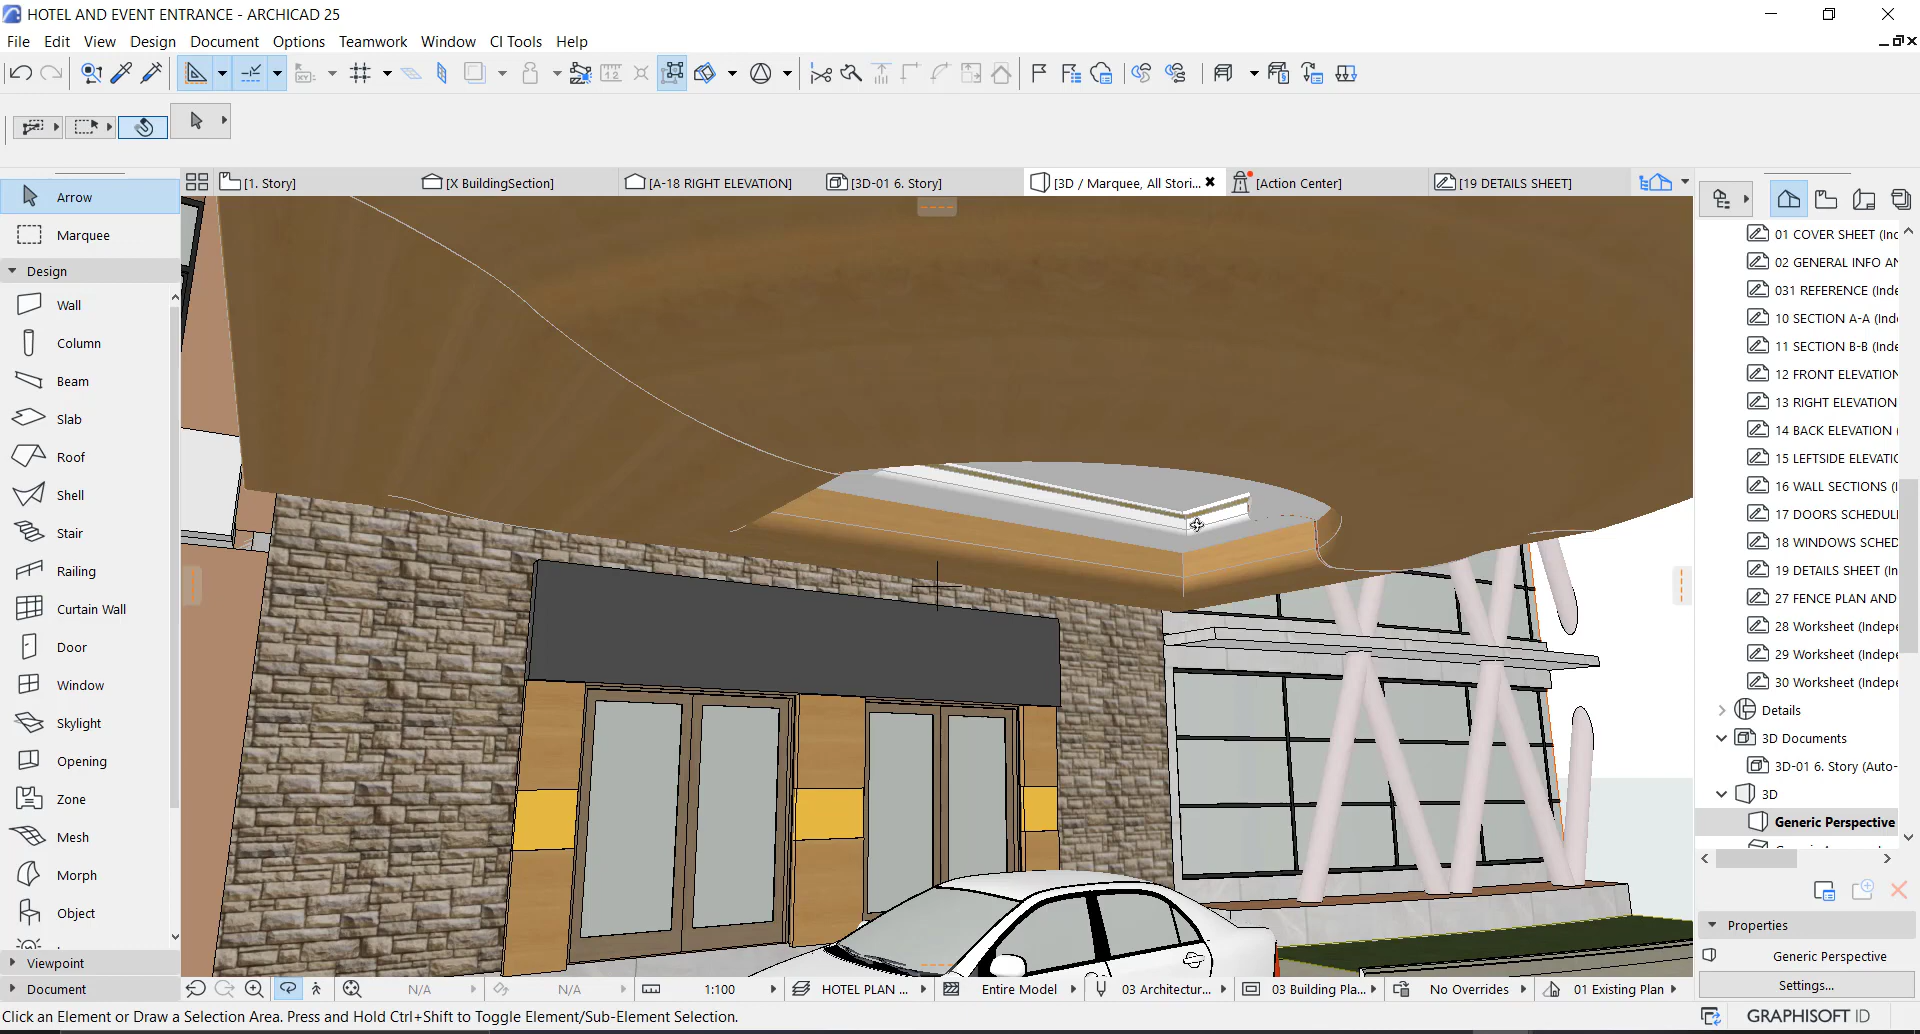 HOTEL AND EVENT ENTRANCE - ARCHICAD 25
File Edit View Design Document Options Teamwork Window CI Tools Help
[1. Story] [X BuildingSection] [A-18 RIGHT ELEVATION] [3D-01 6. Story] [3D / Marquee, All Stori... [Action Center] [19 DETAILS SHEET]
Arrow
Marquee
Design
Wall
Column
Beam
Slab
Roof
Shell
Stair
Railing
Curtain Wall
Door
Window
Skylight
Opening
Zone
Mesh
Morph
Object
Viewpoint
Document
01 COVER SHEET (Inc
02 GENERAL INFO AN
031 REFERENCE (Inde
10 SECTION A-A (Inde
11 SECTION B-B (Inde
12 FRONT ELEVATION
13 RIGHT ELEVATION
14 BACK ELEVATION (
15 LEFTSIDE ELEVATIO
16 WALL SECTIONS (I
17 DOORS SCHEDUL
18 WINDOWS SCHED
19 DETAILS SHEET (In
27 FENCE PLAN AND
28 Worksheet (Indepe
29 Worksheet (Indepe
30 Worksheet (Indepe
Details
3D Documents
3D-01 6. Story (Auto-
3D
Generic Perspective
Properties
Generic Perspective
Settings...
N/A N/A 1:100 HOTEL PLAN ... Entire Model 03 Architectur... 03 Building Pla... No Overrides 01 Existing Plan
Click an Element or Draw a Selection Area. Press and Hold Ctrl+Shift to Toggle Element/Sub-Element Selection.
GRAPHISOFT ID